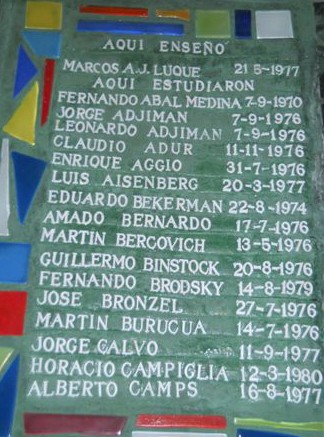 AQUI ENSEÑO
MARCOS A.J. LUQUE 21 5-1977
AQUI ESTUDIARON
FERNANDO ABAL MEDINA 7-9-1970
JORGE ADJIMAN 7-9-1976
LEONARDO ADJIMAN 7-9-1976
CLAUDIO ADUR 11-11-1976
ENRIQUE AGGIO 31-7-1976
LUIS AISENBERG 20-3-1977
EDUARDO BEKERMAN 22-8-1974
AMADO BERNARDO 17-7-1976
MARTIN BERCOVICH 13-5-1976
GUILLERMO BINSTOCK 20-8-1976
FERNANDO BRODSKY 14-8-1979
JOSE BRONZEL 27-7-1976
MARTIN BURUCUA 14-7-1976
JORGE CALVO 11-9-1977
HORACIO CAMPIGLIA 12-3-1980
ALBERTO CAMPS 16-8-1977